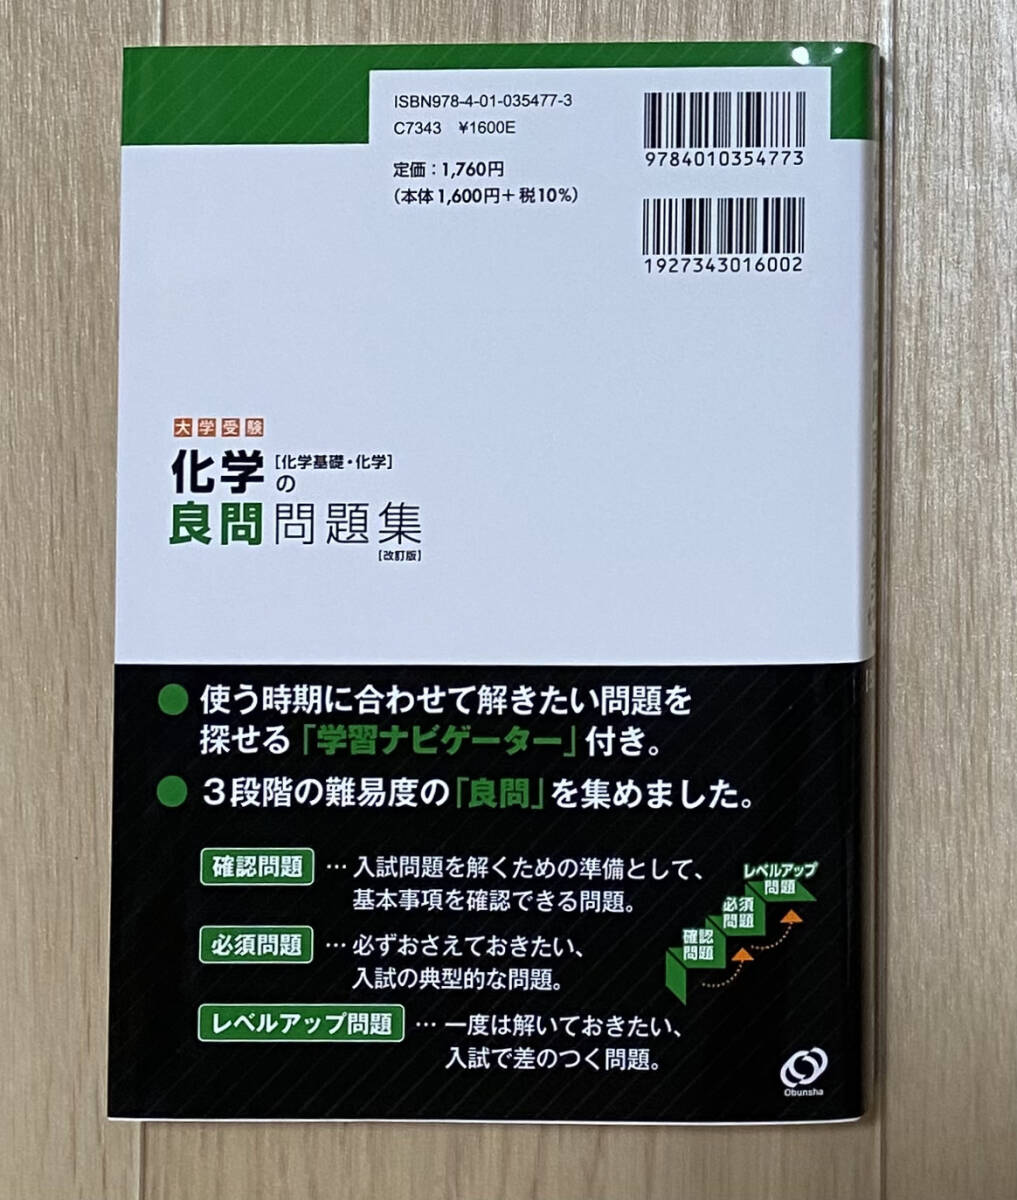 ISBN978-4-01-035477-3
C7343 ¥1600E
定価：1,760円
（本体1,600円＋税10%）
9784010354773
1927343016002
大学受験
化学［化学基礎・化学］の
良問問題集
［改訂版］
● 使う時期に合わせて解きたい問題を
探せる「学習ナビゲーター」付き。
● 3段階の難易度の「良問」を集めました。
確認問題 … 入試問題を解くための準備として、
基本事項を確認できる問題。
必須問題 … 必ずおさえておきたい、
入試の典型的な問題。
レベルアップ問題 … 一度は解いておきたい、
入試で差のつく問題。
レベルアップ
問題
必須
問題
確認
問題
Obunsha